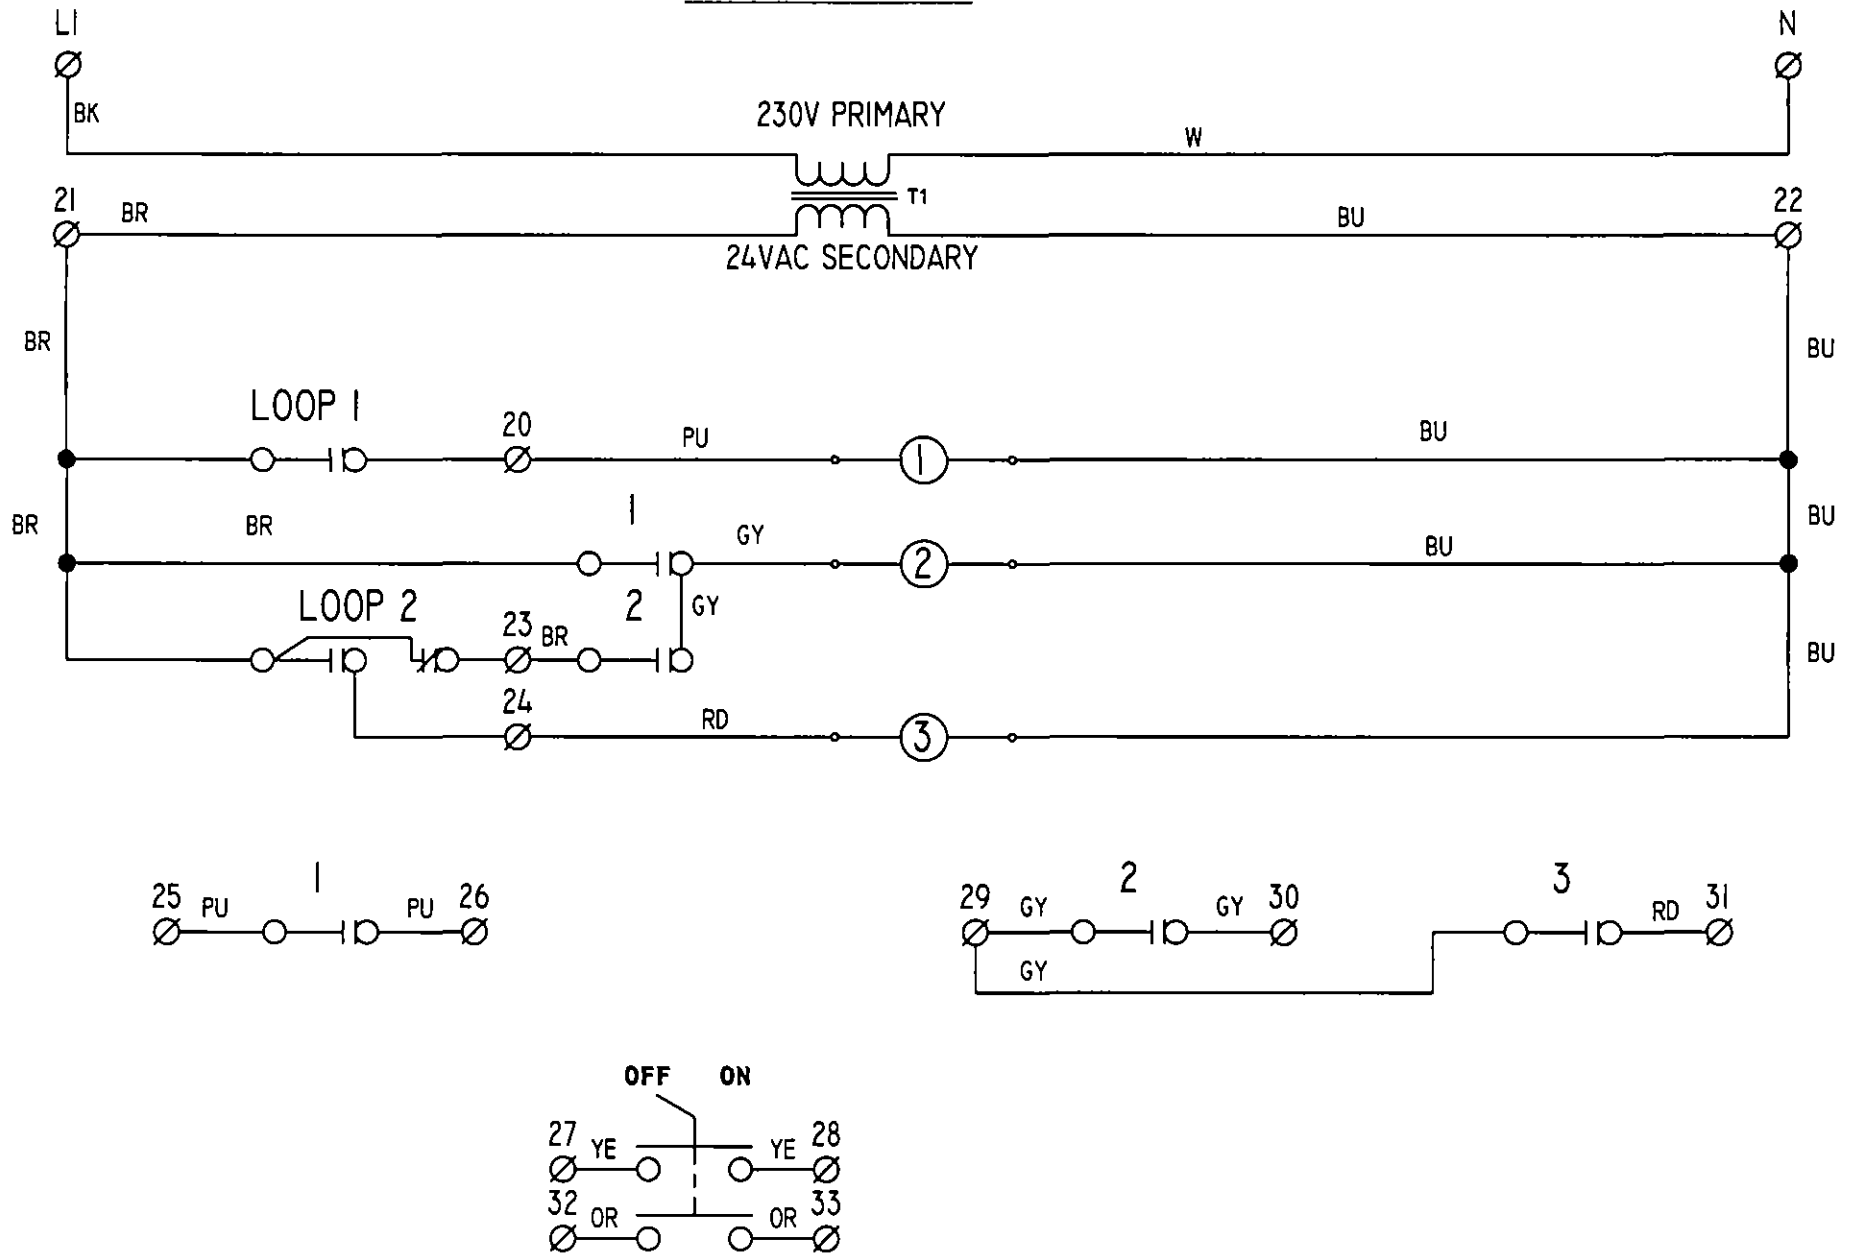 L1 N
BK
230V PRIMARY
W
T1
21 BR BU 22
24VAC SECONDARY
BR BU
LOOP 1
20 PU 1 BU
BR BR 1 GY 2 BU BU
LOOP 2 2 GY
23 BR BU
24 RD 3
1 2 3
25 PU PU 26 29 GY GY 30 RD 31
GY
OFF ON
27 YE YE 28
32 OR OR 33